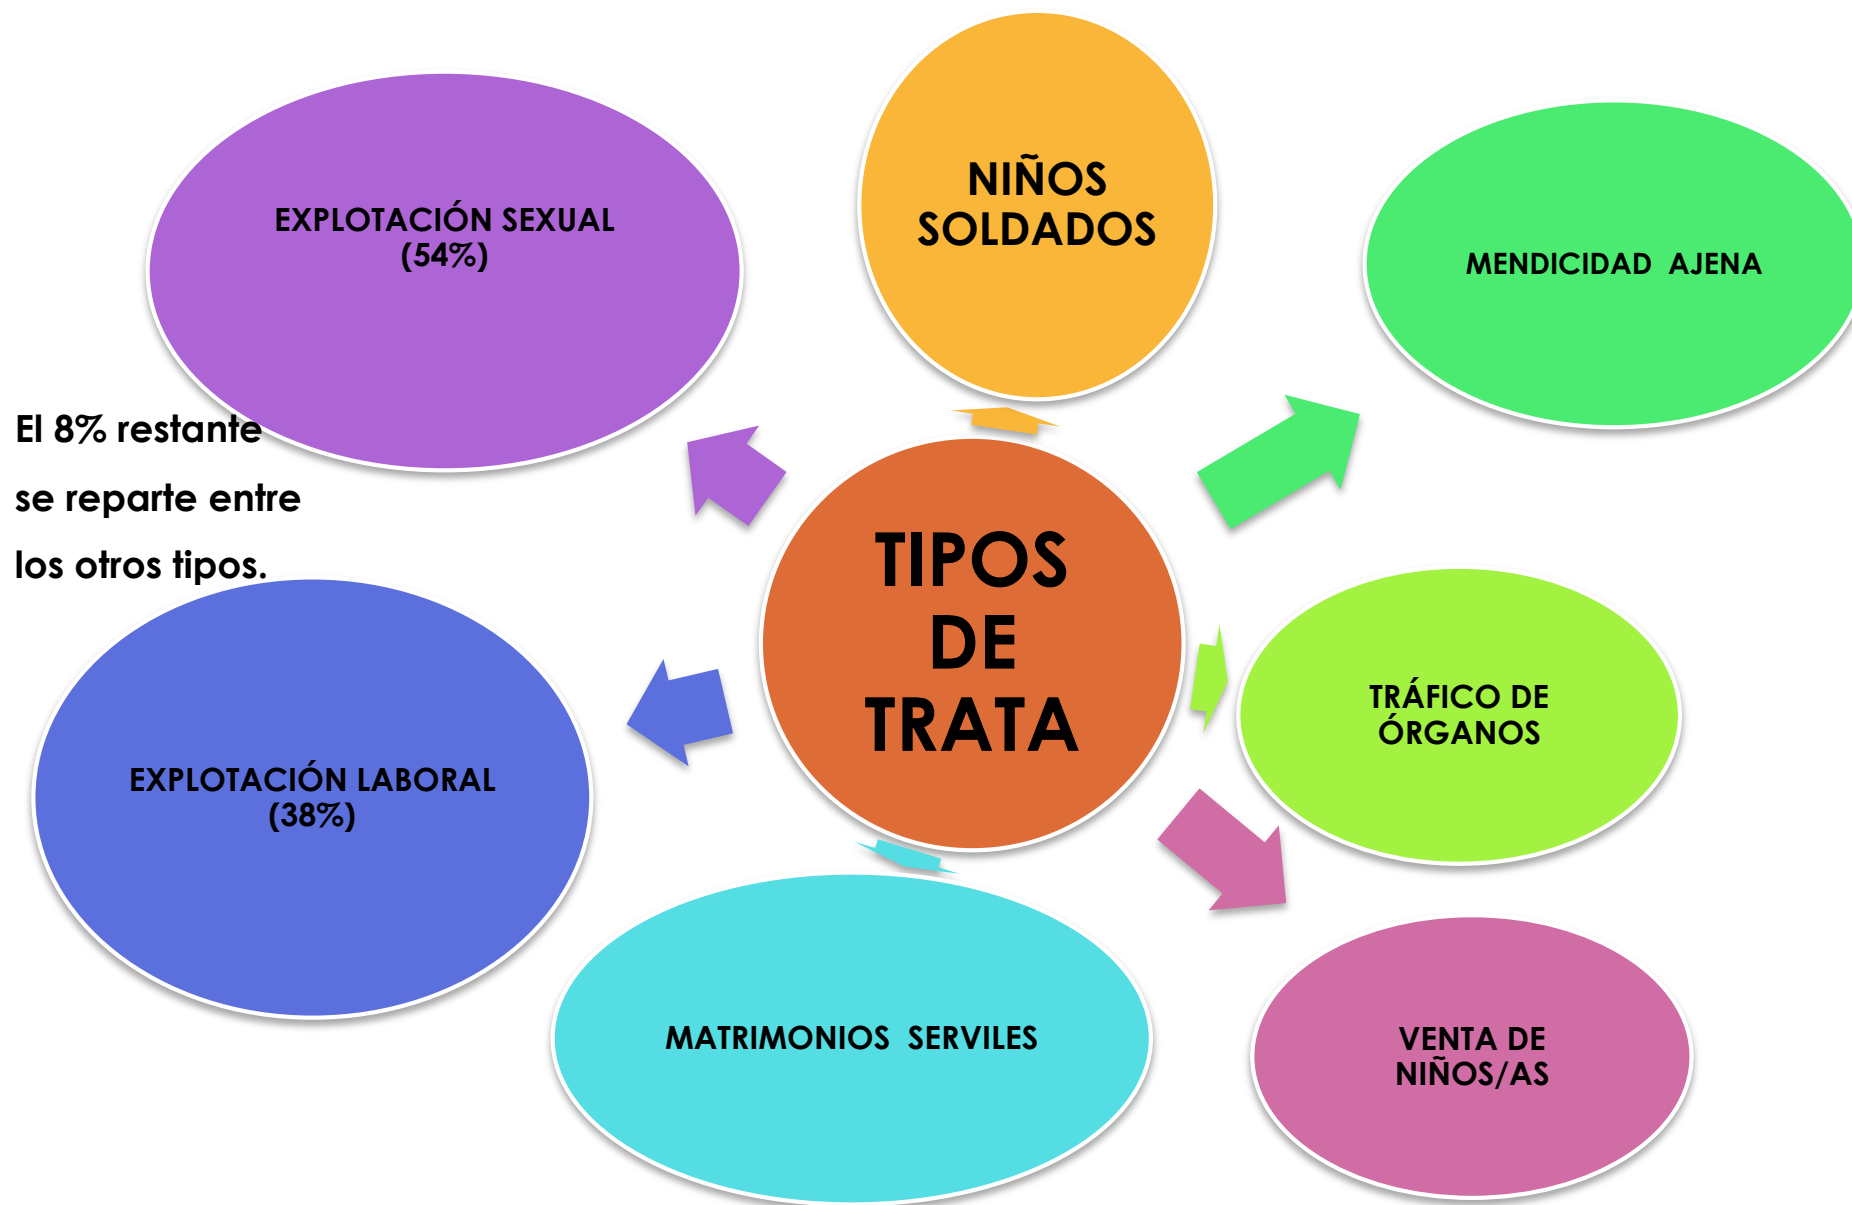 NIÑOS
SOLDADOS
EXPLOTACIÓN SEXUAL
(54%)
MENDICIDAD AJENA
El 8% restante
se reparte entre
los otros tipos.
TIPOS
DE
TRATA
TRÁFICO DE
ÓRGANOS
EXPLOTACIÓN LABORAL
(38%)
MATRIMONIOS SERVILES
VENTA DE
NIÑOS/AS